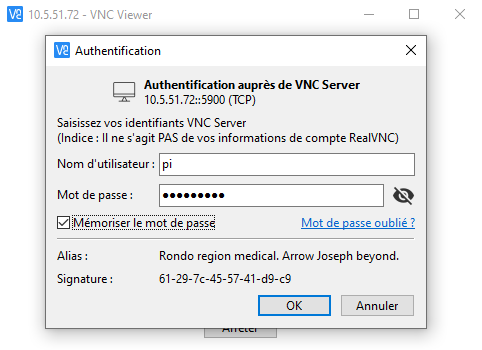 10.5.51.72 - VNC Viewer
Authentification
Authentification auprès de VNC Server
10.5.51.72::5900 (TCP)
Saisissez vos identifiants VNC Server
(Indice : Il ne s'agit PAS de vos informations de compte RealVNC)
Nom d'utilisateur : pi
Mot de passe : •••••••••
Mémoriser le mot de passe Mot de passe oublié ?
Alias : Rondo region medical. Arrow Joseph beyond.
Signature : 61-29-7c-45-57-41-d9-c9
OK Annuler
Arrêter